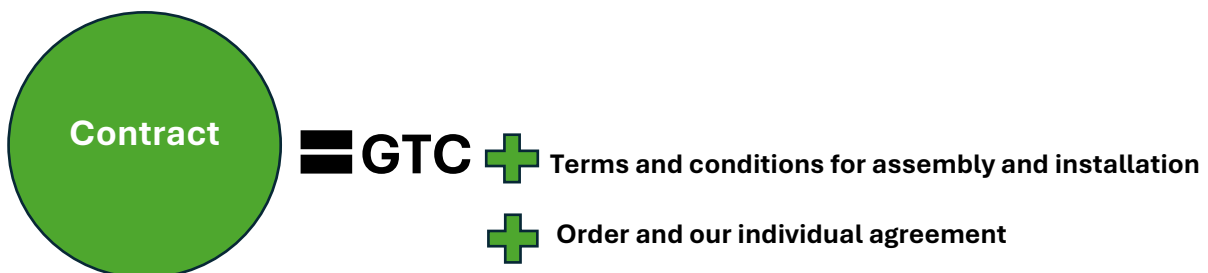 Contract
GTC
Terms and conditions for assembly and installation
Order and our individual agreement